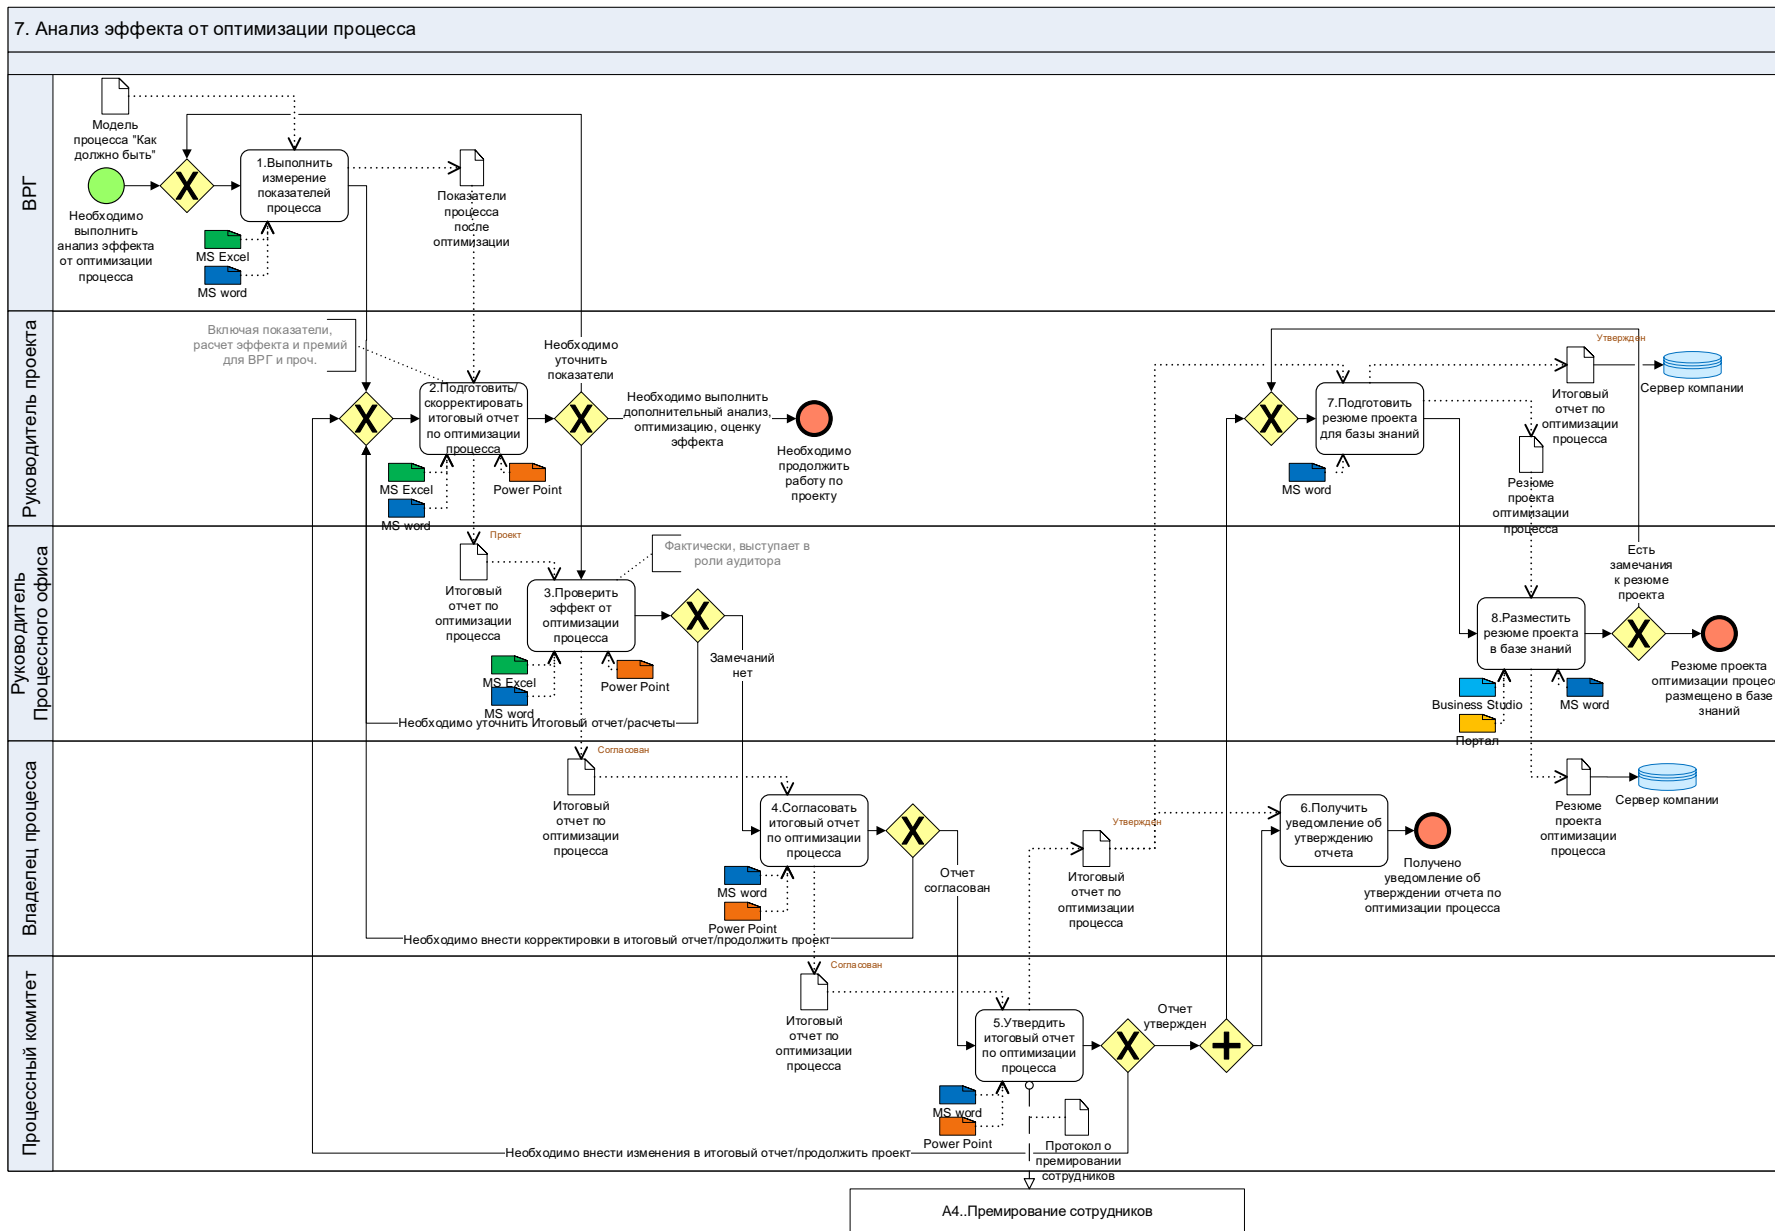 7. Анализ эффекта от оптимизации процесса
ВРГ
Модель
процесса "Как
должно быть"
Необходимо
выполнить
анализ эффекта
от оптимизации
процесса
1.Выполнить
измерение
показателей
процесса
MS Excel
MS word
Показатели
процесса
после
оптимизации
Руководитель проекта
Включая показатели,
расчет эффекта и премий
для ВРГ и проч.
2.Подготовить/
скорректировать
итоговый отчет
по оптимизации
процесса
MS Excel
MS word
Power Point
Необходимо
уточнить
показатели
Необходимо выполнить
дополнительный анализ,
оптимизацию, оценку
эффекта
Необходимо
продолжить
работу по
проекту
7.Подготовить
резюме проекта
для базы знаний
MS word
Утвержден
Итоговый
отчет по
оптимизации
процесса
Сервер компании
Резюме
проекта
оптимизации
процесса
Руководитель
Процессного офиса
Проект
Итоговый
отчет по
оптимизации
процесса
Фактически, выступает в
роли аудитора
3.Проверить
эффект от
оптимизации
процесса
MS Excel
MS word
Power Point
Замечаний
нет
Необходимо уточнить Итоговый отчет/расчеты
8.Разместить
резюме проекта
в базе знаний
Business Studio
Портал
MS word
Есть
замечания
к резюме
проекта
Резюме проекта
оптимизации процесс
размещено в базе
знаний
Владелец процесса
Согласован
Итоговый
отчет по
оптимизации
процесса
4.Согласовать
итоговый отчет
по оптимизации
процесса
MS word
Power Point
Отчет
согласован
Необходимо внести корректировки в итоговый отчет/продолжить проект
Утвержден
Итоговый
отчет по
оптимизации
процесса
6.Получить
уведомление об
утверждению
отчета
Получено
уведомление об
утверждении отчета по
оптимизации процесса
Резюме
проекта
оптимизации
процесса
Сервер компании
Процессный комитет
Согласован
Итоговый
отчет по
оптимизации
процесса
5.Утвердить
итоговый отчет
по оптимизации
процесса
MS word
Power Point
Отчет
утвержден
Протокол о
премировании
сотрудников
Необходимо внести изменения в итоговый отчет/продолжить проект
А4..Премирование сотрудников